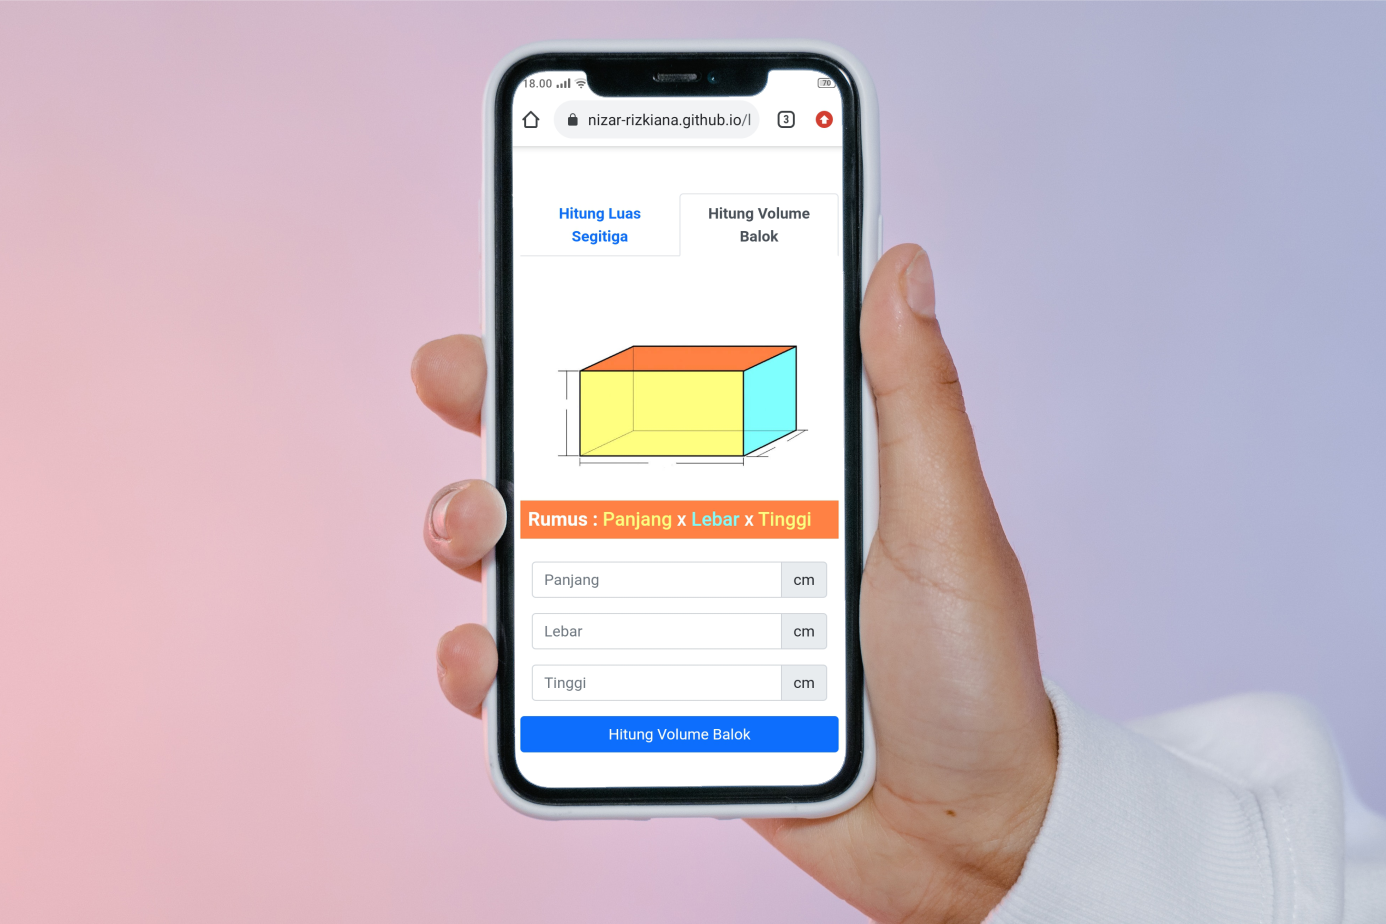 18.00
70
nizar-rizkiana.github.io/l
3
Hitung Luas
Segitiga
Hitung Volume
Balok
Rumus : Panjang x Lebar x Tinggi
Panjang
cm
Lebar
cm
Tinggi
cm
Hitung Volume Balok